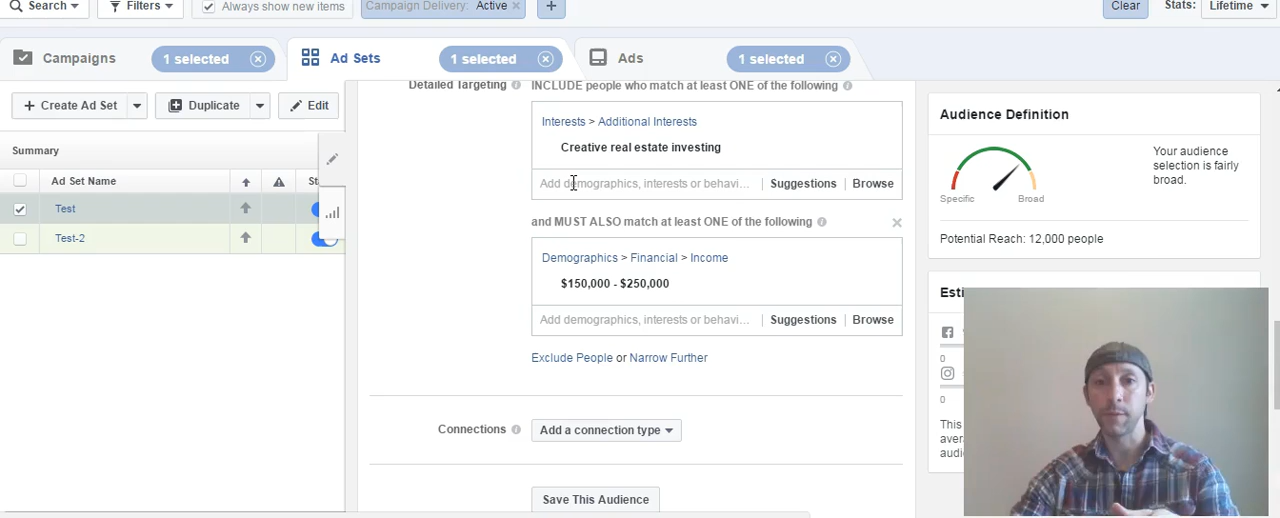 Search Filters Always show new items Campaign Delivery: Active Clear Stats: Lifetime
Campaigns 1 selected Ad Sets 1 selected Ads 1 selected
Create Ad Set Duplicate Edit
Summary
Ad Set Name
Test
Test-2
Detailed Targeting INCLUDE people who match at least ONE of the following
Interests > Additional Interests
Creative real estate investing
Add demographics, interests or behavi... Suggestions Browse
and MUST ALSO match at least ONE of the following
Demographics > Financial > Income
$150,000 - $250,000
Add demographics, interests or behavi... Suggestions Browse
Exclude People or Narrow Further
Connections Add a connection type
Save This Audience
Audience Definition
Your audience
selection is fairly
broad.
Specific Broad
Potential Reach: 12,000 people
0
0
This